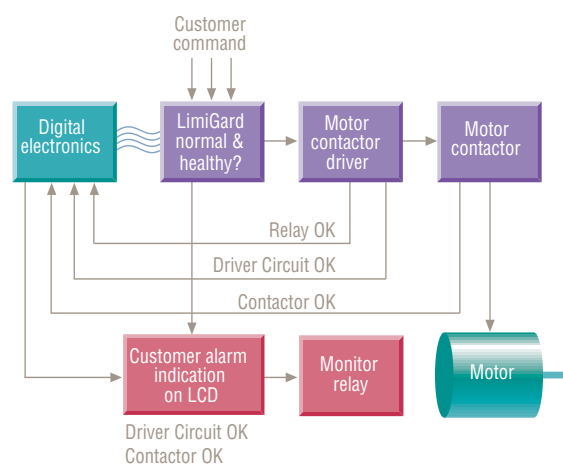 Customer
command
Digital
electronics
LimiGard
normal &
healthy?
Motor
contactor
driver
Motor
contactor
Relay OK
Driver Circuit OK
Contactor OK
Customer alarm
indication
on LCD
Monitor
relay
Motor
Driver Circuit OK
Contactor OK